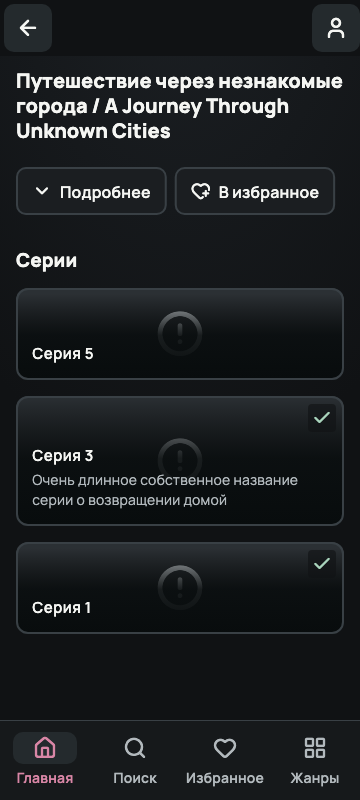 Путешествие через незнакомые
города / A Journey Through
Unknown Cities
Подробнее
В избранное
Серии
Серия 5
Серия 3
Очень длинное собственное название
серии о возвращении домой
Серия 1
Главная
Поиск
Избранное
Жанры